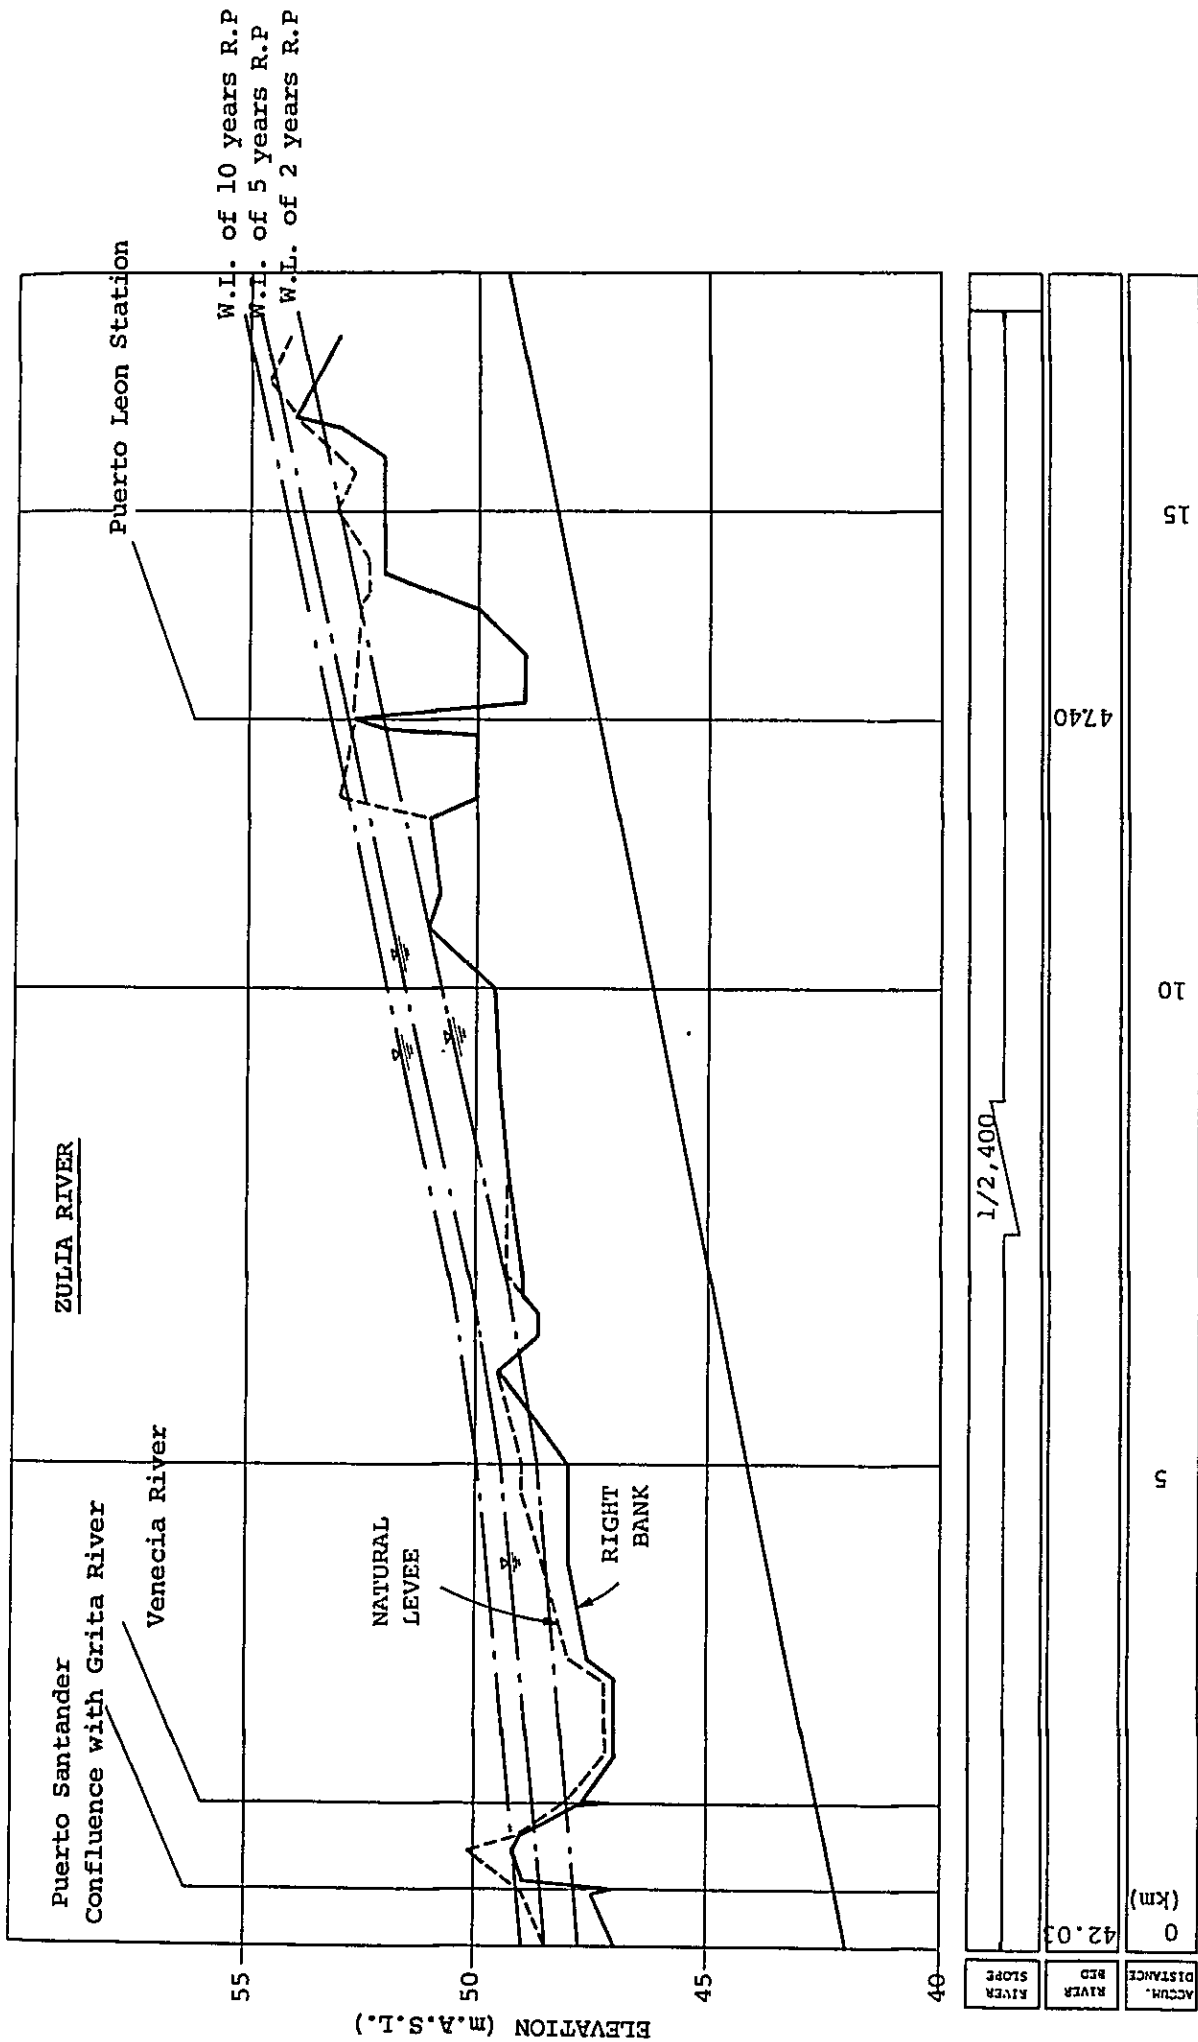 W.L. of 10 years R.P
W.L. of 5 years R.P
W.L. of 2 years R.P
Puerto Leon Station
ZULIA RIVER
Puerto Santander
Confluence with Grita River
Venecia River
NATURAL
LEVEE
RIGHT
BANK
55
50
45
40
ELEVATION (m.A.S.L.)
RIVER
SLOPE
1/2,400
RIVER
BED
42.03
47.40
ACCUM.
DISTANCE
0
(km)
5
10
15